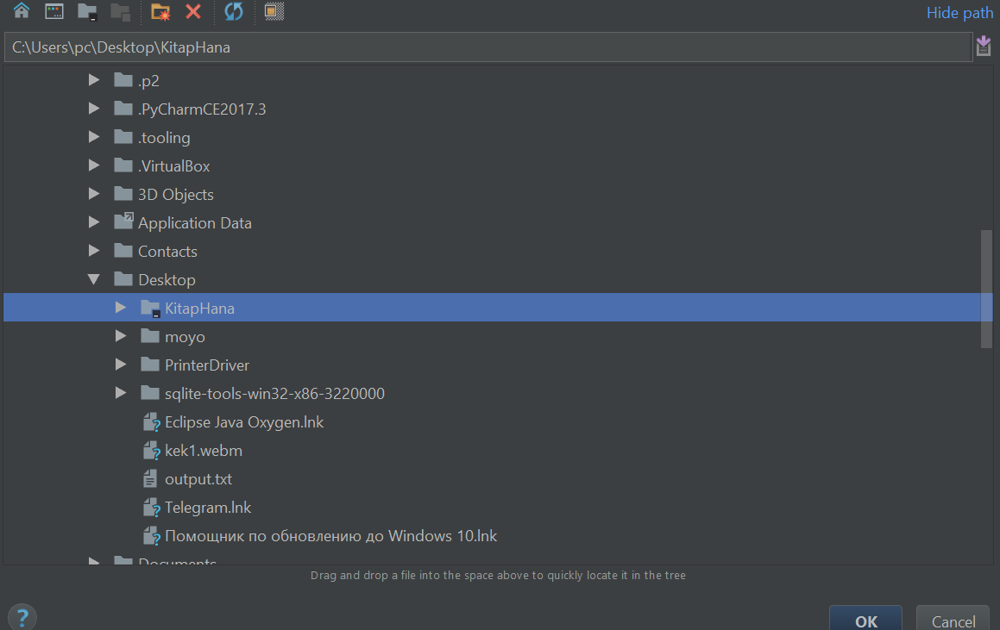 Hide path
C:\Users\pc\Desktop\KitapHana
.p2
.PyCharmCE2017.3
.tooling
.VirtualBox
3D Objects
Application Data
Contacts
Desktop
KitapHana
moyo
PrinterDriver
sqlite-tools-win32-x86-3220000
Eclipse Java Oxygen.lnk
kek1.webm
output.txt
Telegram.lnk
Помощник по обновлению до Windows 10.lnk
Documents
Drag and drop a file into the space above to quickly locate it in the tree
?
OK
Cancel